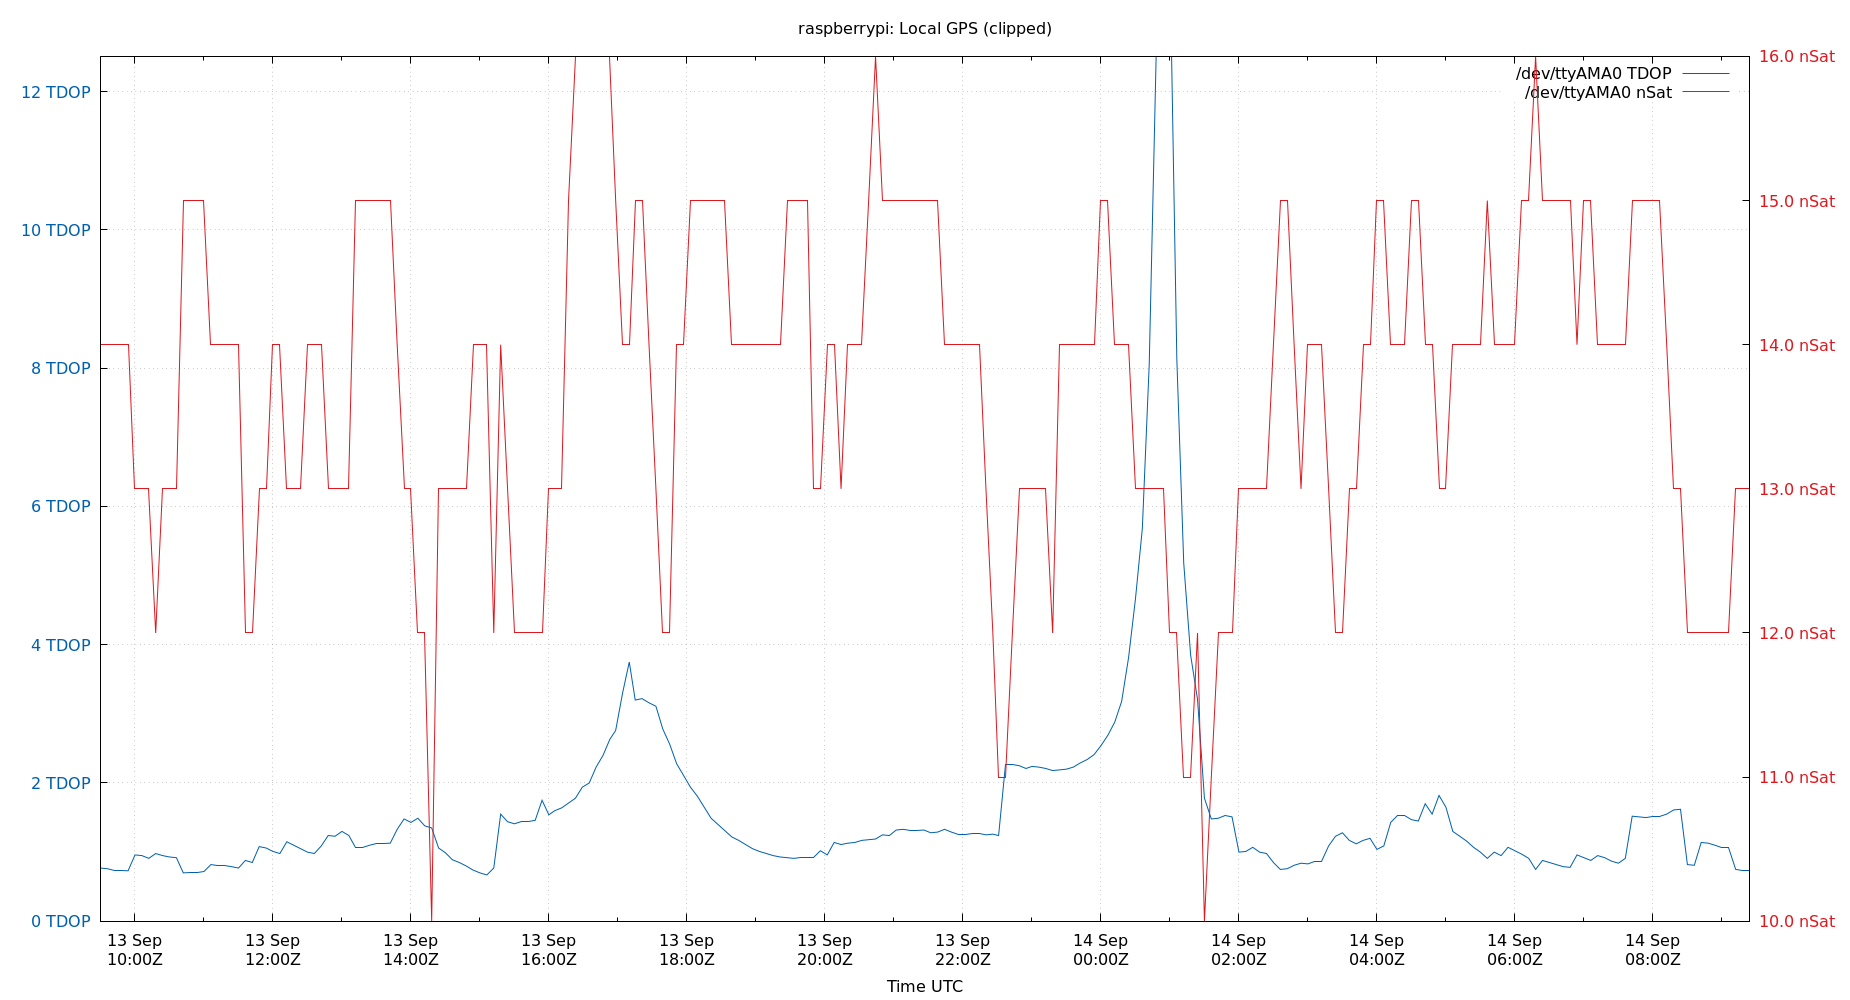 raspberrypi: Local GPS (clipped)
/dev/ttyAMA0 TDOP
/dev/ttyAMA0 nSat
12 TDOP
10 TDOP
8 TDOP
6 TDOP
4 TDOP
2 TDOP
0 TDOP
16.0 nSat
15.0 nSat
14.0 nSat
13.0 nSat
12.0 nSat
11.0 nSat
10.0 nSat
13 Sep
10:00Z
13 Sep
12:00Z
13 Sep
14:00Z
13 Sep
16:00Z
13 Sep
18:00Z
13 Sep
20:00Z
13 Sep
22:00Z
14 Sep
00:00Z
14 Sep
02:00Z
14 Sep
04:00Z
14 Sep
06:00Z
14 Sep
08:00Z
Time UTC